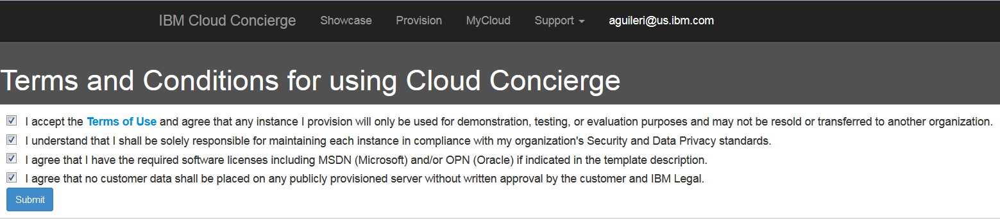 IBM Cloud Concierge Showcase Provision MyCloud Support aguileri@us.ibm.com
Terms and Conditions for using Cloud Concierge
I accept the Terms of Use and agree that any instance I provision will only be used for demonstration, testing, or evaluation purposes and may not be resold or transferred to another organization.
I understand that I shall be solely responsible for maintaining each instance in compliance with my organization's Security and Data Privacy standards.
I agree that I have the required software licenses including MSDN (Microsoft) and/or OPN (Oracle) if indicated in the template description.
I agree that no customer data shall be placed on any publicly provisioned server without written approval by the customer and IBM Legal.
Submit